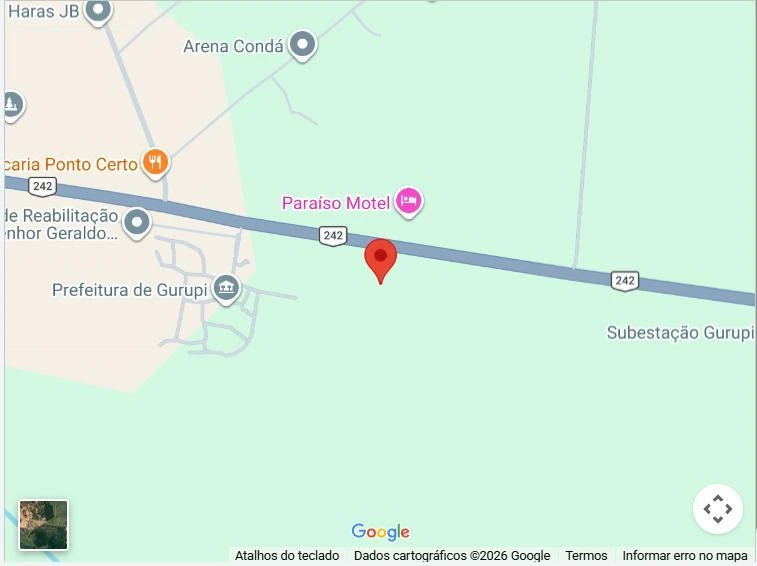 Haras JB
Arena Condá
caria Ponto Certo
242
Paraíso Motel
de Reabilitação
enhor Geraldo...
242
242
Prefeitura de Gurupi
Subestação Gurupi
Google
Atalhos do teclado
Dados cartográficos ©2026 Google
Termos
Informar erro no mapa